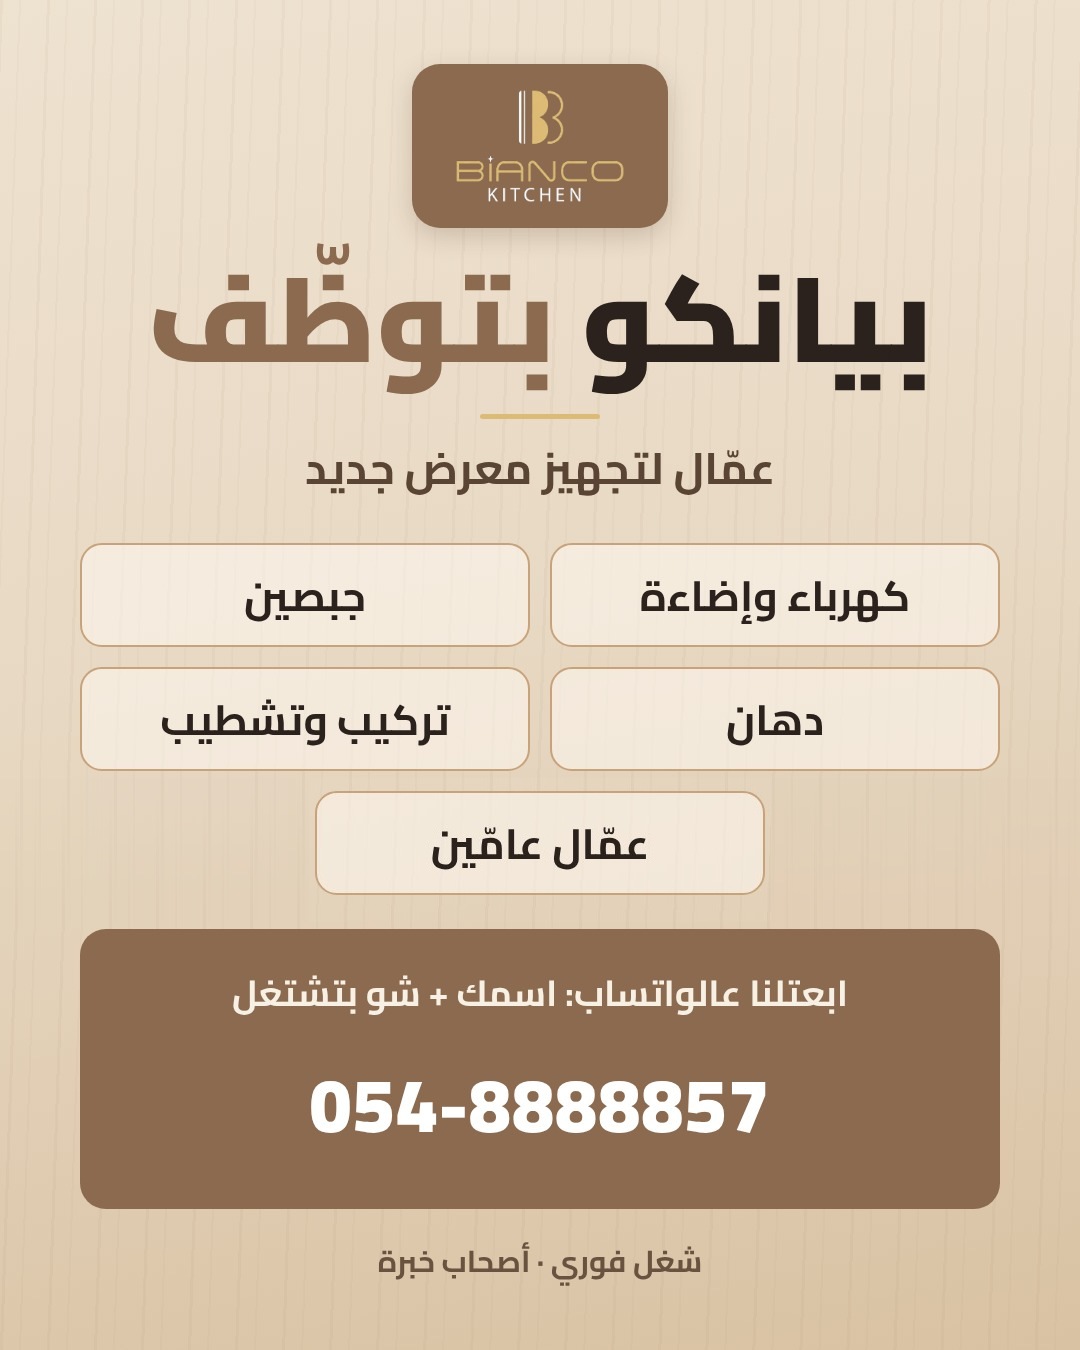 BiANCO
KITCHEN
بيانكو بتوظّف
عمّال لتجهيز معرض جديد
كهرباء وإضاءة
جبصين
دهان
تركيب وتشطيب
عمّال عامّين
ابعتلنا عالواتساب: اسمك + شو بتشتغل
054-8888857
شغل فوري · أصحاب خبرة